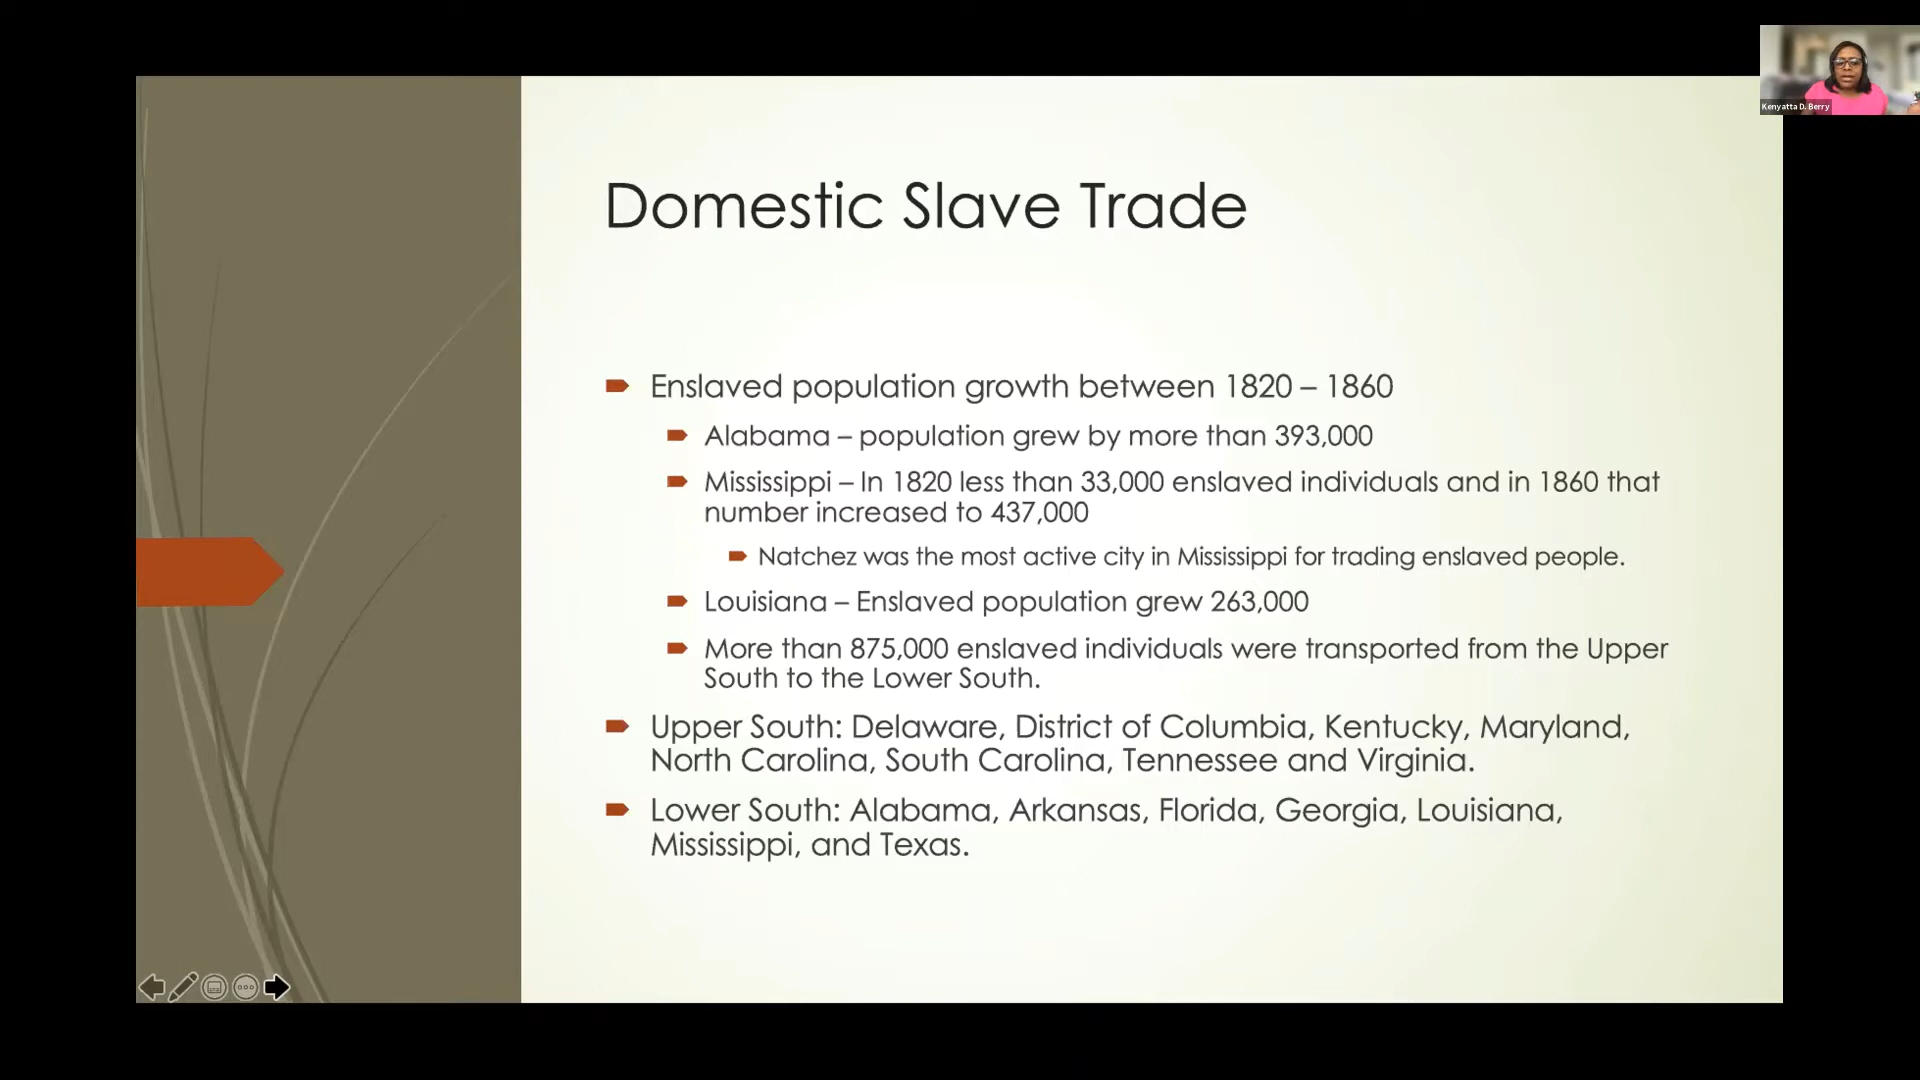 Kenyatta D. Berry
Domestic Slave Trade
Enslaved population growth between 1820 – 1860
Alabama – population grew by more than 393,000
Mississippi – In 1820 less than 33,000 enslaved individuals and in 1860 that
number increased to 437,000
Natchez was the most active city in Mississippi for trading enslaved people.
Louisiana – Enslaved population grew 263,000
More than 875,000 enslaved individuals were transported from the Upper
South to the Lower South.
Upper South: Delaware, District of Columbia, Kentucky, Maryland,
North Carolina, South Carolina, Tennessee and Virginia.
Lower South: Alabama, Arkansas, Florida, Georgia, Louisiana,
Mississippi, and Texas.